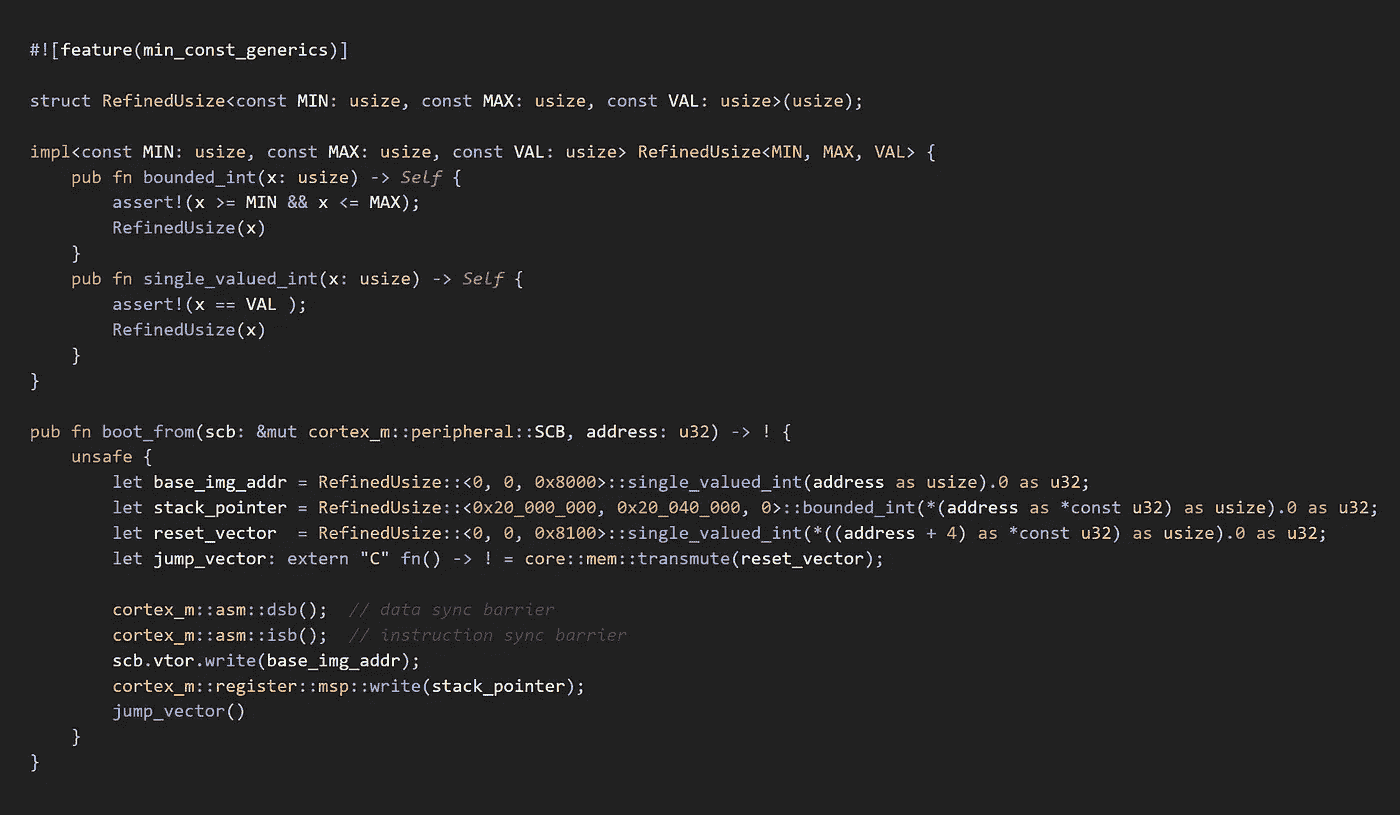 #![feature(min_const_generics)]

struct RefinedUsize<const MIN: usize, const MAX: usize, const VAL: usize>(usize);

impl<const MIN: usize, const MAX: usize, const VAL: usize> RefinedUsize<MIN, MAX, VAL> {
    pub fn bounded_int(x: usize) -> Self {
        assert!(x >= MIN && x <= MAX);
        RefinedUsize(x)
    }
    pub fn single_valued_int(x: usize) -> Self {
        assert!(x == VAL );
        RefinedUsize(x)
    }
}

pub fn boot_from(scb: &mut cortex_m::peripheral::SCB, address: u32) -> ! {
    unsafe {
        let base_img_addr = RefinedUsize::<0, 0, 0x8000>::single_valued_int(address as usize).0 as u32;
        let stack_pointer = RefinedUsize::<0x20_000_000, 0x20_040_000, 0>::bounded_int(*(address as *const u32) as usize).0 as u32;
        let reset_vector  = RefinedUsize::<0, 0, 0x8100>::single_valued_int(*((address + 4) as *const u32) as usize).0 as u32;
        let jump_vector: extern "C" fn() -> ! = core::mem::transmute(reset_vector);

        cortex_m::asm::dsb();  // data sync barrier
        cortex_m::asm::isb();  // instruction sync barrier
        scb.vtor.write(base_img_addr);
        cortex_m::register::msp::write(stack_pointer);
        jump_vector()
    }
}